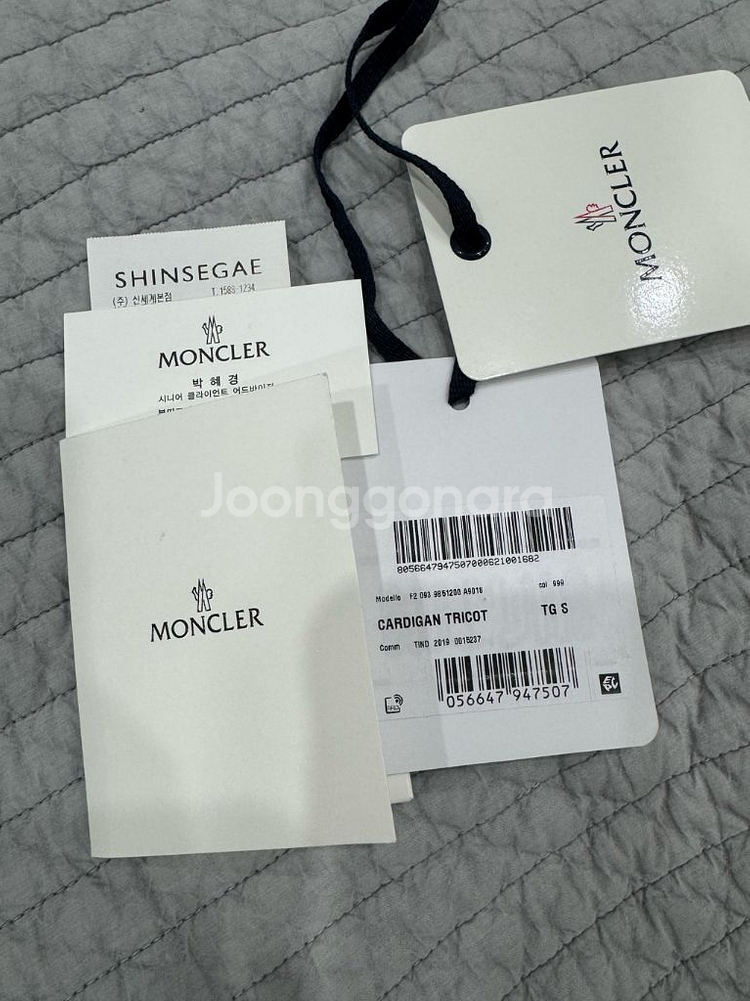 MONCLER
SHINSEGAE
(주) 신세계본점 T.1588-1234
MONCLER
박 혜 경
시니어 클라이언트 어드바이저
MONCLER
Joonggonara
8056647947507000621001682
Modello F2 093 9B51200 A9018 col 999
CARDIGAN TRICOT TG S
Comm TIND 2019 0015237
056647 947507